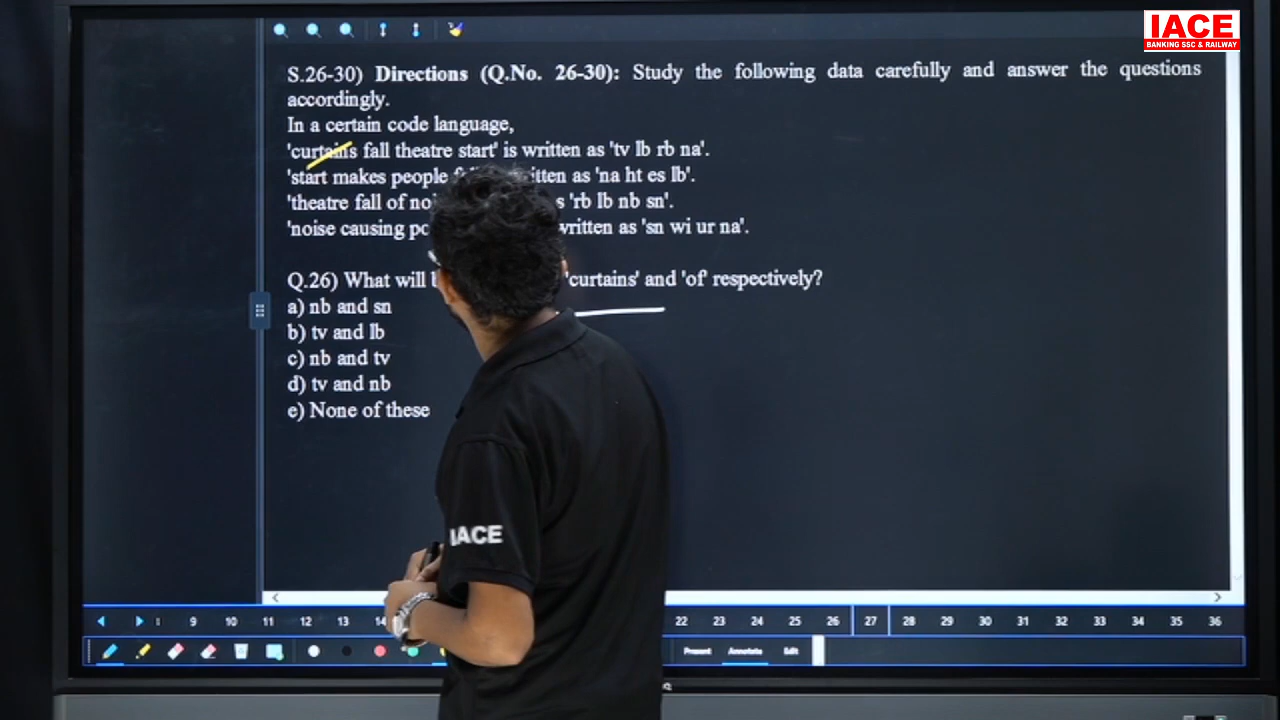 IACE
BANKING SSC & RAILWAY
S.26-30) Directions (Q.No. 26-30): Study the following data carefully and answer the questions
accordingly.
In a certain code language,
'curtains fall theatre start' is written as 'tv lb rb na'.
'start makes people written as 'na ht es lb'.
'theatre fall of 'rb lb nb sn'.
'noise causing written as 'sn wi ur na'.
Q.26) What will 'curtains' and 'of' respectively?
a) nb and sn
b) tv and lb
c) nb and tv
d) tv and nb
e) None of these
IACE
9 10 11 12 13 22 23 24 25 26 27 28 29 30 31 32 33 34 35 36
Present Annotate Edit